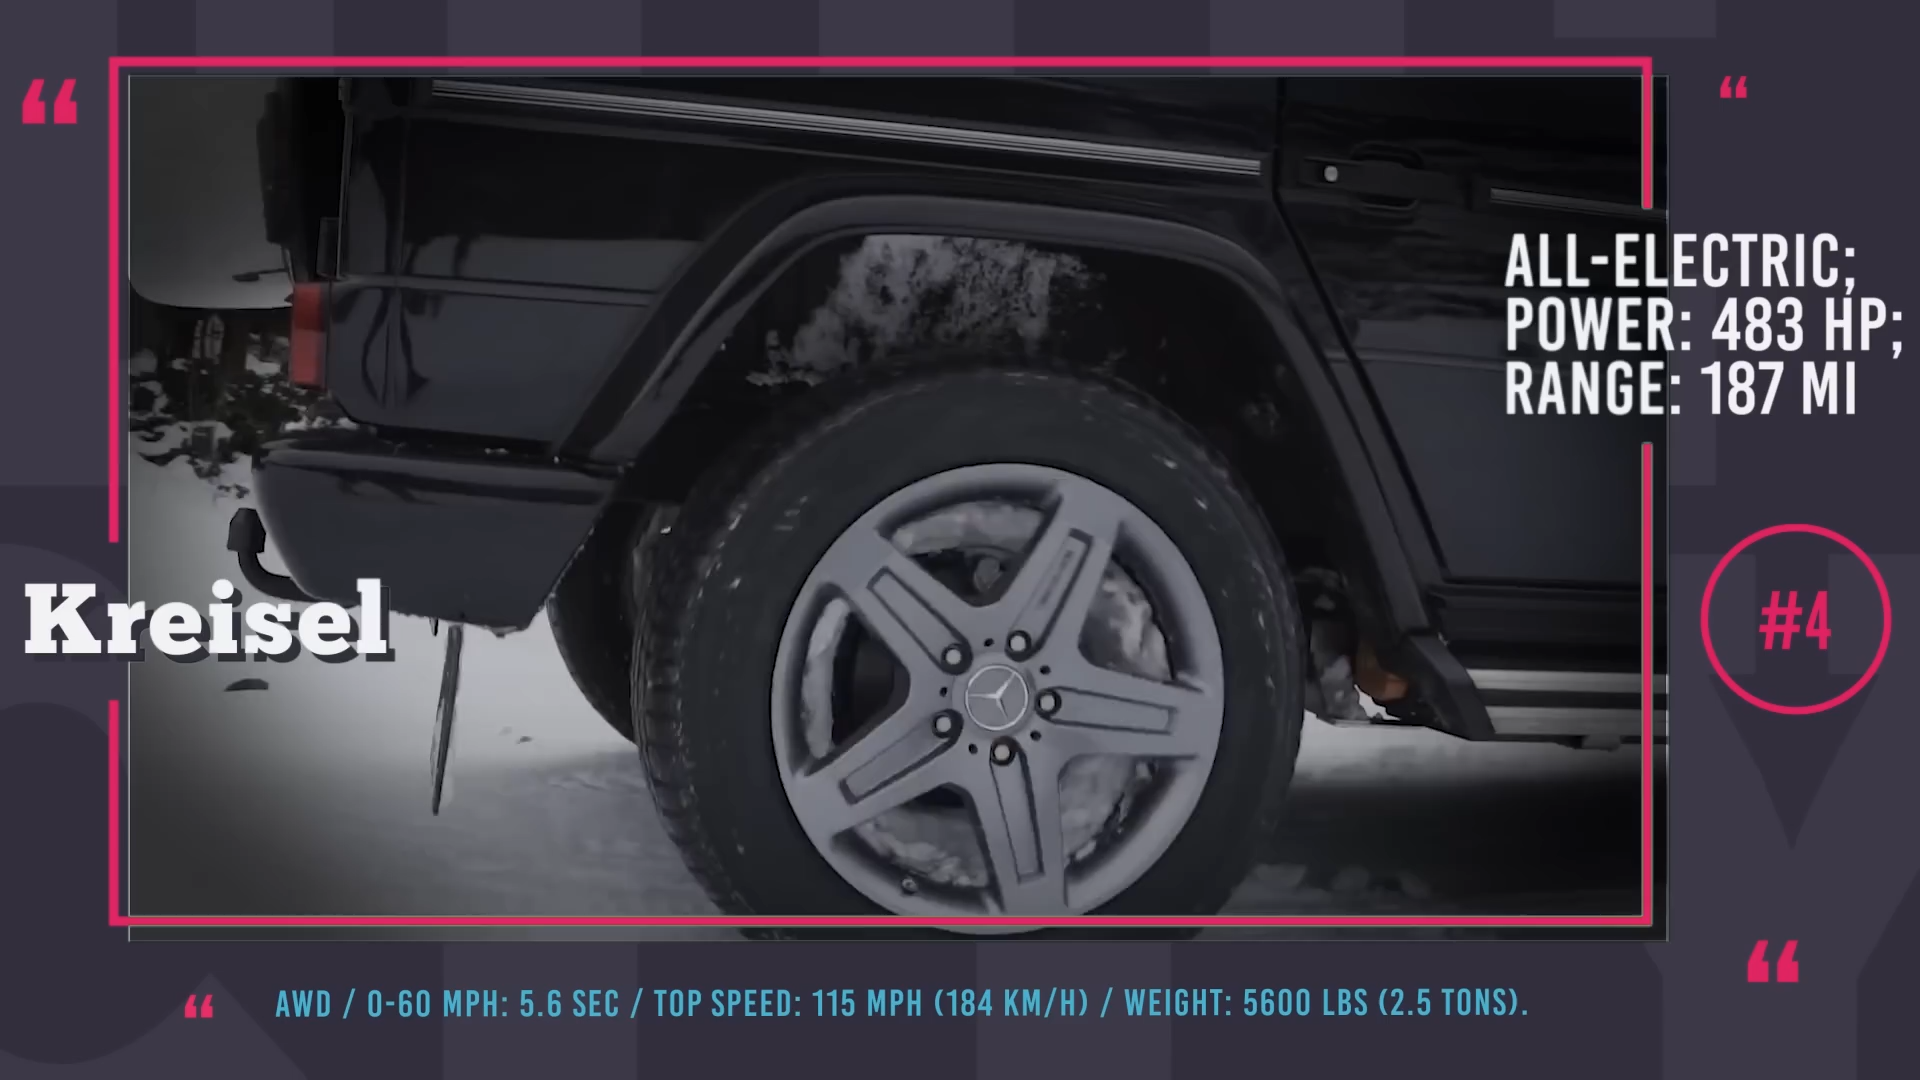 ALL-ELECTRIC;
POWER: 483 HP;
RANGE: 187 MI
Kreisel
#4
AWD / 0-60 MPH: 5.6 SEC / TOP SPEED: 115 MPH (184 KM/H) / WEIGHT: 5600 LBS (2.5 TONS).